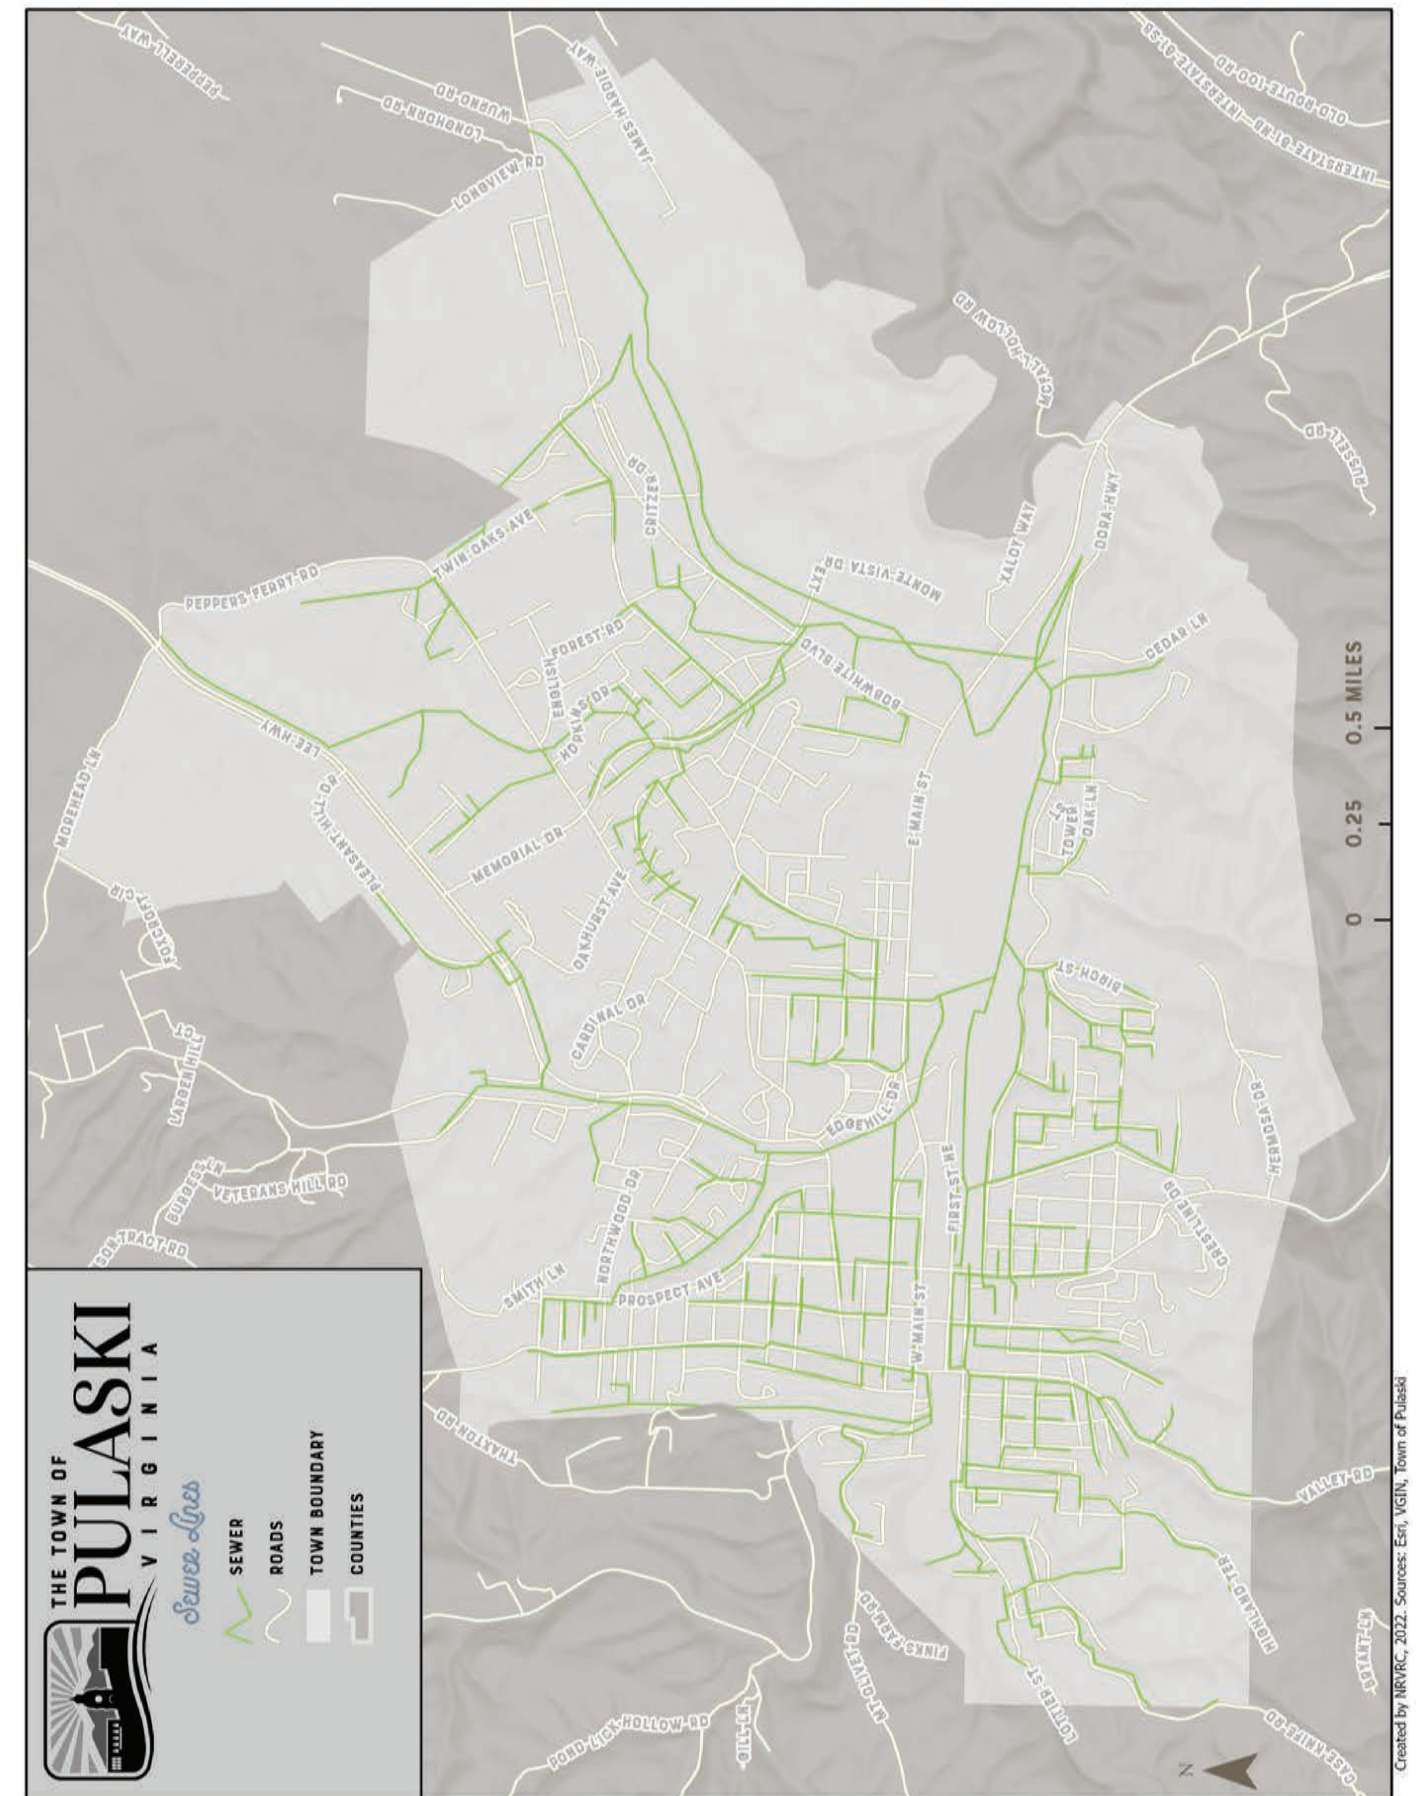 THE TOWN OF
PULASKI
VIRGINIA
Sewer Lines
SEWER
ROADS
TOWN BOUNDARY
COUNTIES
PEPPERELL WAY
WURNO RD
LONGHORN RD
LONGVIEW RD
JAMES HARDIE WAY
INTERSTATE 81 SB
INTERSTATE 81 NB
INTERSTATE
OLD ROUTE 100 RD
MCFALL HOLLOW RD
RUSSELL RD
DORA HWY
XALOY WAY
CEDAR LN
MONTE VISTA DR
EXT
BOBWHITE BLVD
CRITZER DR
TWIN OAKS AVE
PEPPERS FERRY RD
ENGLISH FOREST RD
HOPKINS DR
LEE HWY
MOREHEAD LN
PLEASANT HILL DR
MEMORIAL DR
OAKHURST AVE
FOXCROFT CIR
E MAIN ST
TOWER ST
OAK LN
BIRCH ST
CARDINAL DR
EDGEHILL DR
LARGEN HILL CT
BURGESS LN
VETERANS HILL RD
SON TRACT RD
SMITH LN
NORTHWOOD DR
PROSPECT AVE
FIRST ST NE
W MAIN ST
CRESTLINE DR
HERMOSA DR
THAXTON RD
VALLEY RD
HIGHLAND TER
LOTTIER ST
FINKS FARM RD
MT OLIVET RD
GILL LN
POND LICK HOLLOW RD
CASE KNIFE RD
BRYANT LN
N
0 0.25 0.5 MILES
Created by NRVRC, 2022. Sources: Esri, VGIN, Town of Pulaski